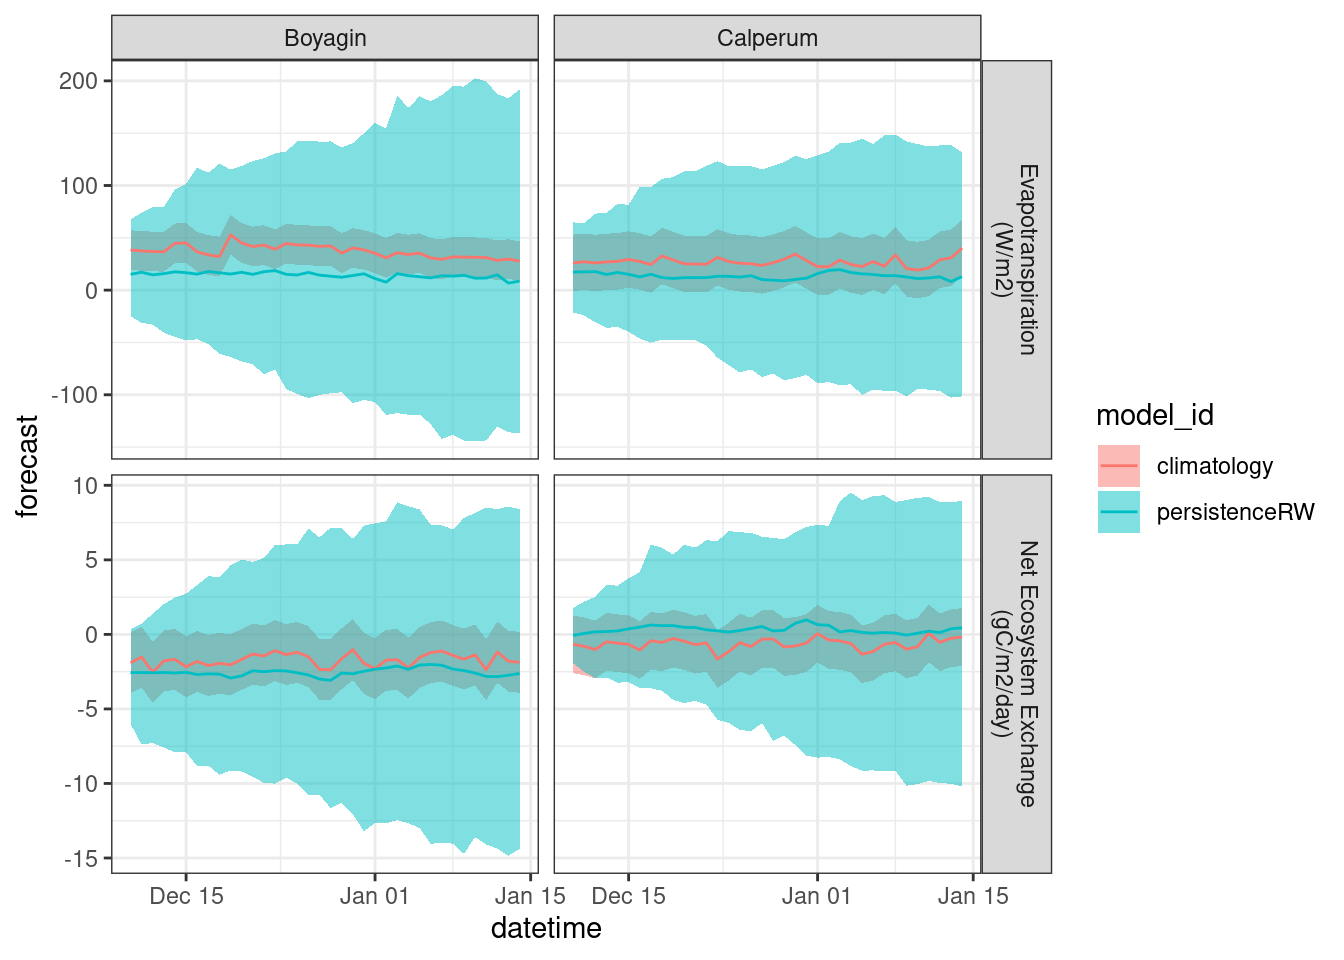 Boyagin
Calperum
200
100
0
-100
Evapotranspiration
(W/m2)
10
5
0
-5
-10
-15
Net Ecosystem Exchange
(gC/m2/day)
Dec 15
Jan 01
Jan 15
Dec 15
Jan 01
Jan 15
datetime
forecast
model_id
climatology
persistenceRW